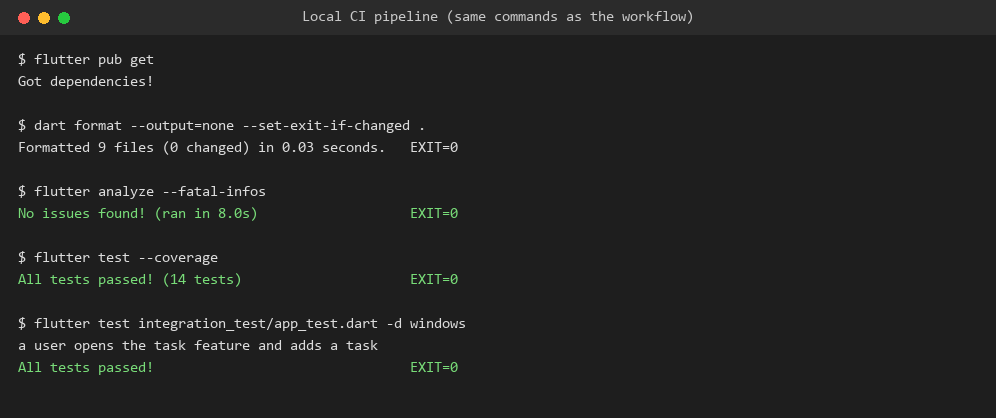 Local CI pipeline (same commands as the workflow)
$ flutter pub get
Got dependencies!
$ dart format --output=none --set-exit-if-changed .
Formatted 9 files (0 changed) in 0.03 seconds.   EXIT=0
$ flutter analyze --fatal-infos
No issues found! (ran in 8.0s)                   EXIT=0
$ flutter test --coverage
All tests passed! (14 tests)                     EXIT=0
$ flutter test integration_test/app_test.dart -d windows
a user opens the task feature and adds a task
All tests passed!                                EXIT=0